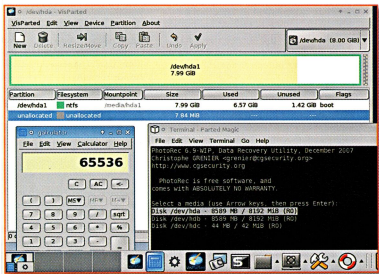 /dev/hda - VisParted
VisParted Edit View Device Partition About
New Delete Resize/Move Copy Paste Undo Apply
/dev/hda (8.00 GiB)
/dev/hda1
7.99 GiB
Partition Filesystem Mountpoint Size Used Unused Flags
/dev/hda1 ntfs /media/hda1 7.99 GiB 6.57 GiB 1.42 GiB boot
unallocated unallocated 7.84 MiB --- ---
File Edit View Calculator Help
65536
C AC <-
( ) MS
7 8 9 / sqrt
4 5 6 *
1 2 3 -
Terminal - Parted Magic
File Edit View Terminal Go Help
PhotoRec 6.9-WIP, Data Recovery Utility, December 2007
Christophe GRENIER <grenier@cgsecurity.org>
http://www.cgsecurity.org
PhotoRec is free software, and
comes with ABSOLUTELY NO WARRANTY.
Select a media (use Arrow keys, then press Enter):
Disk /dev/hda - 8589 MB / 8192 MiB (RO)
Disk /dev/hdb - 8589 MB / 8192 MiB (RO)
Disk /dev/hdc - 44 MB / 42 MiB (RO)